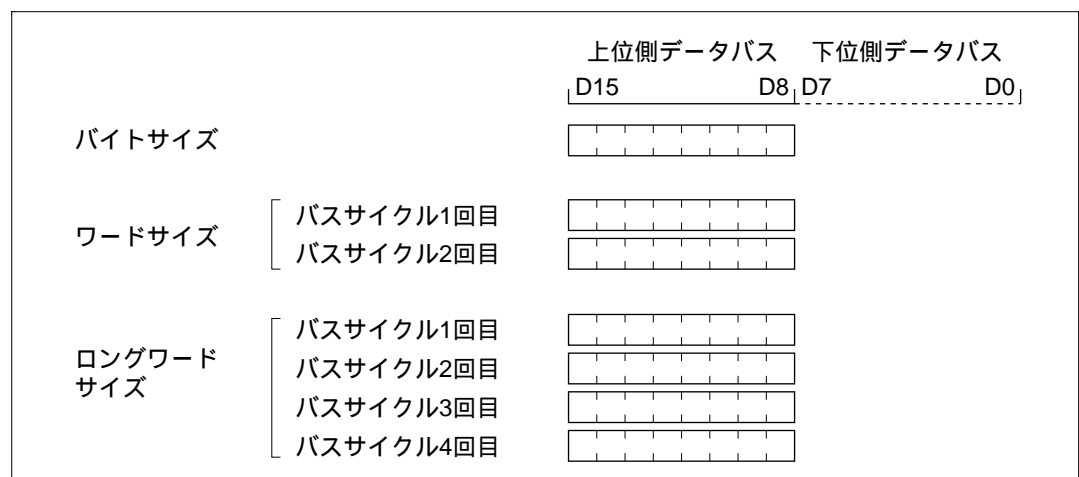 上位側データバス 下位側データバス
D15 D8 D7 D0
バイトサイズ
ワードサイズ
バスサイクル1回目
バスサイクル2回目
ロングワード
サイズ
バスサイクル1回目
バスサイクル2回目
バスサイクル3回目
バスサイクル4回目